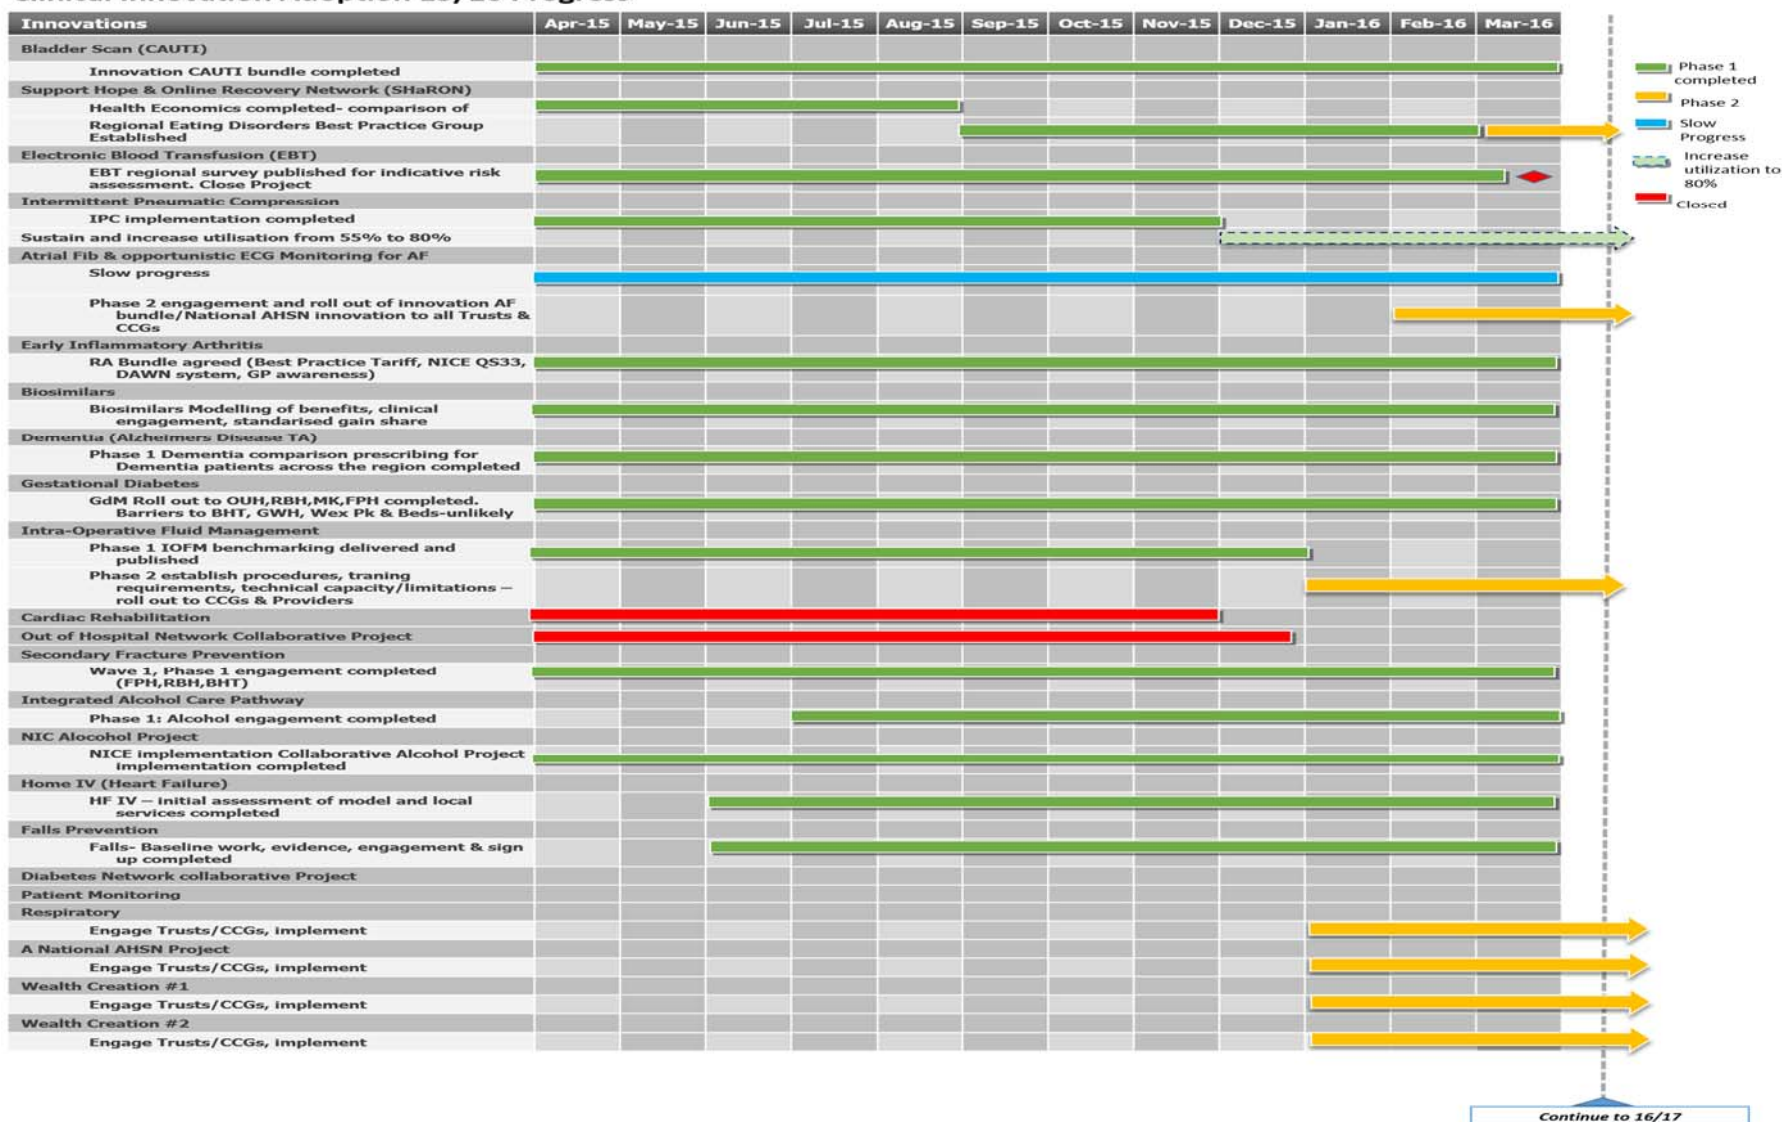 Innovations Apr-15 May-15 Jun-15 Jul-15 Aug-15 Sep-15 Oct-15 Nov-15 Dec-15 Jan-16 Feb-16 Mar-16
Bladder Scan (CAUTI)
Innovation CAUTI bundle completed
Support Hope & Online Recovery Network (SHaRON)
Health Economics completed- comparison of
Regional Eating Disorders Best Practice Group
Established
Electronic Blood Transfusion (EBT)
EBT regional survey published for indicative risk
assessment. Close Project
Intermittent Pneumatic Compression
IPC implementation completed
Sustain and increase utilisation from 55% to 80%
Atrial Fib & opportunistic ECG Monitoring for AF
Slow progress
Phase 2 engagement and roll out of innovation AF
bundle/National AHSN innovation to all Trusts &
CCGs
Early Inflammatory Arthritis
RA Bundle agreed (Best Practice Tariff, NICE QS33,
DAWN system, GP awareness)
Biosimilars
Biosimilars Modelling of benefits, clinical
engagement, standarised gain share
Dementia (Alzheimers Disease TA)
Phase 1 Dementia comparison prescribing for
Dementia patients across the region completed
Gestational Diabetes
GdM Roll out to OUH,RBH,MK,FPH completed.
Barriers to BHT, GWH, Wex Pk & Beds-unlikely
Intra-Operative Fluid Management
Phase 1 IOFM benchmarking delivered and
published
Phase 2 establish procedures, traning
requirements, technical capacity/limitations –
roll out to CCGs & Providers
Cardiac Rehabilitation
Out of Hospital Network Collaborative Project
Secondary Fracture Prevention
Wave 1, Phase 1 engagement completed
(FPH,RBH,BHT)
Integrated Alcohol Care Pathway
Phase 1: Alcohol engagement completed
NIC Alocohol Project
NICE implementation Collaborative Alcohol Project
implementation completed
Home IV (Heart Failure)
HF IV – initial assessment of model and local
services completed
Falls Prevention
Falls- Baseline work, evidence, engagement & sign
up completed
Diabetes Network collaborative Project
Patient Monitoring
Respiratory
Engage Trusts/CCGs, implement
A National AHSN Project
Engage Trusts/CCGs, implement
Wealth Creation #1
Engage Trusts/CCGs, implement
Wealth Creation #2
Engage Trusts/CCGs, implement
Phase 1
completed
Phase 2
Slow
Progress
Increase
utilization to
80%
Closed
Continue to 16/17